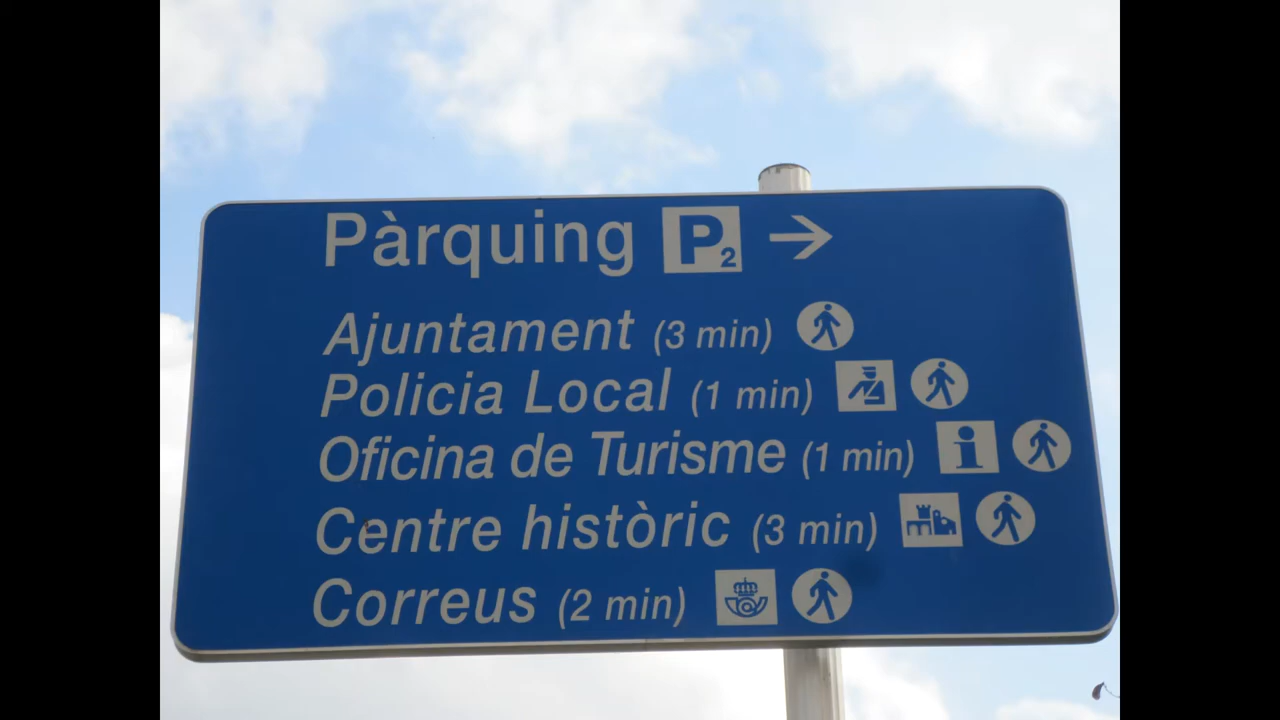 Pàrquing P2 →
Ajuntament (3 min)
Policia Local (1 min)
Oficina de Turisme (1 min) i
Centre històric (3 min)
Correus (2 min)